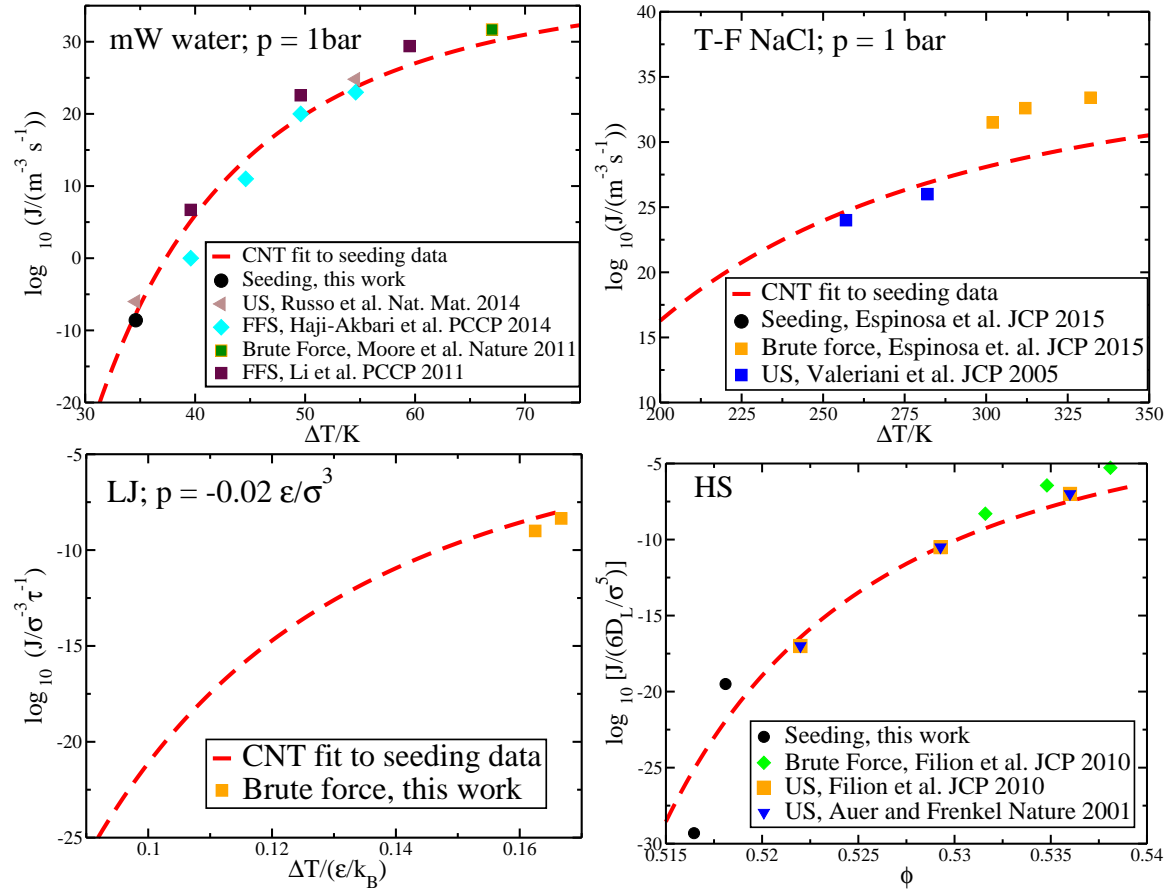 mW water; p = 1bar
log 10 (J/(m-3 s-1))
30
20
10
0
-10
-20
CNT fit to seeding data
Seeding, this work
US, Russo et al. Nat. Mat. 2014
FFS, Haji-Akbari et al. PCCP 2014
Brute Force, Moore et al. Nature 2011
FFS, Li et al. PCCP 2011
30 40 50 60 70
ΔT/K
T-F NaCl; p = 1 bar
log 10(J/(m-3 s-1))
40
35
30
25
20
15
10
CNT fit to seeding data
Seeding, Espinosa et al. JCP 2015
Brute force, Espinosa et. al. JCP 2015
US, Valeriani et al. JCP 2005
200 225 250 275 300 325 350
ΔT/K
LJ; p = -0.02 ε/σ3
log 10 (J/σ-3τ-1)
-5
-10
-15
-20
-25
CNT fit to seeding data
Brute force, this work
0.1 0.12 0.14 0.16
ΔT/(ε/kB)
HS
log 10 [J/(6DL/σ5)]
-5
-10
-15
-20
-25
-30
Seeding, this work
Brute Force, Filion et al. JCP 2010
US, Filion et al. JCP 2010
US, Auer and Frenkel Nature 2001
0.515 0.52 0.525 0.53 0.535 0.54
ϕ